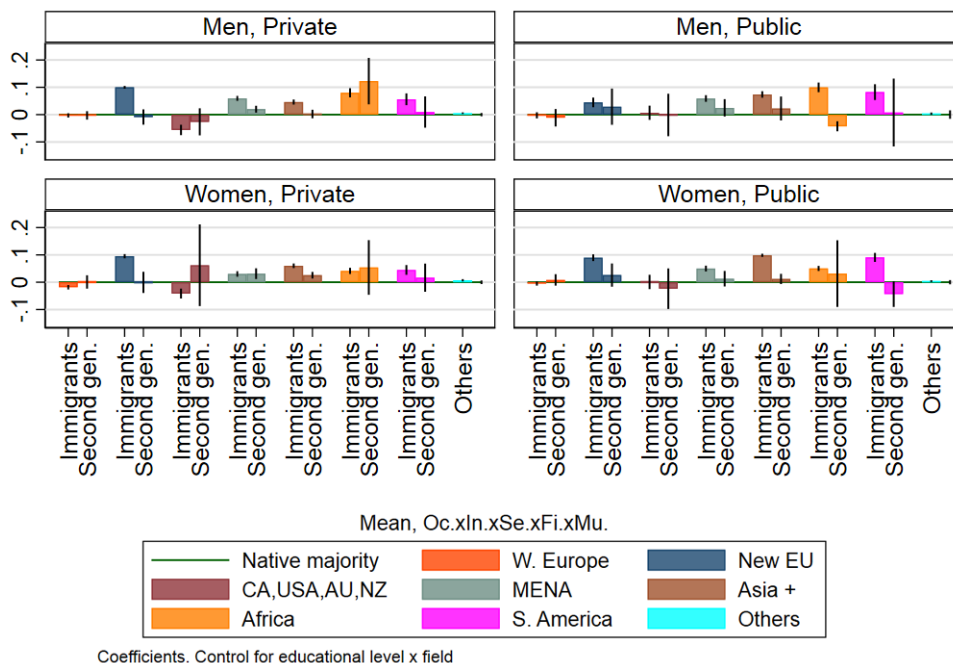 Men, Private
Men, Public
.2
.1
0
-.1
Women, Private
Women, Public
.2
.1
0
-.1
Immigrants
Second gen.
Immigrants
Second gen.
Immigrants
Second gen.
Immigrants
Second gen.
Immigrants
Second gen.
Immigrants
Second gen.
Immigrants
Second gen.
Others
Immigrants
Second gen.
Immigrants
Second gen.
Immigrants
Second gen.
Immigrants
Second gen.
Immigrants
Second gen.
Immigrants
Second gen.
Immigrants
Second gen.
Others
Mean, Oc.xIn.xSe.xFi.xMu.
Native majority W. Europe New EU
CA,USA,AU,NZ MENA Asia +
Africa S. America Others
Coefficients. Control for educational level x field